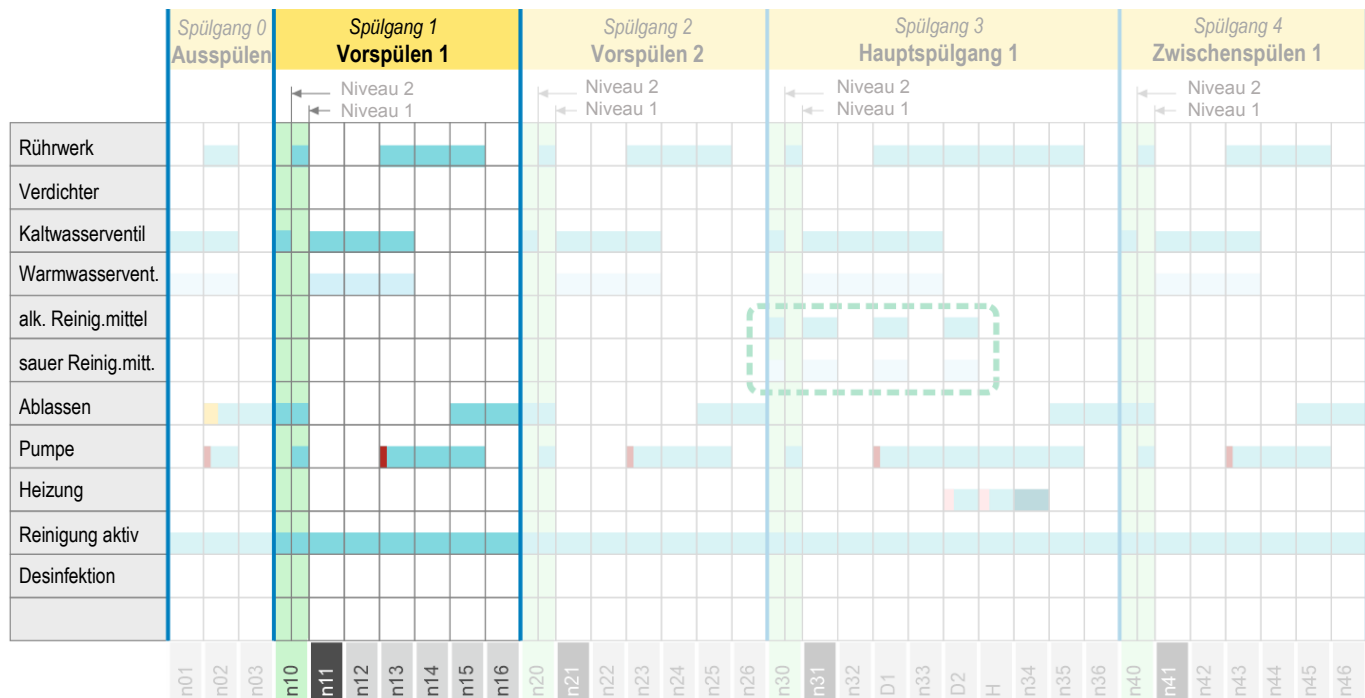 Spülgang 0
Ausspülen
Spülgang 1
Vorspülen 1
Spülgang 2
Vorspülen 2
Spülgang 3
Hauptspülgang 1
Spülgang 4
Zwischenspülen 1
Niveau 2
Niveau 1
Niveau 2
Niveau 1
Niveau 2
Niveau 1
Niveau 2
Niveau 1
Rührwerk
Verdichter
Kaltwasserventil
Warmwasservent.
alk. Reinig.mittel
sauer Reinig.mitt.
Ablassen
Pumpe
Heizung
Reinigung aktiv
Desinfektion
n01
n02
n03
n10
n11
n12
n13
n14
n15
n16
n20
n21
n22
n23
n24
n25
n26
n30
n31
n32
D1
n33
D2
H
n34
n35
n36
n40
n41
n42
n43
n44
n45
n46